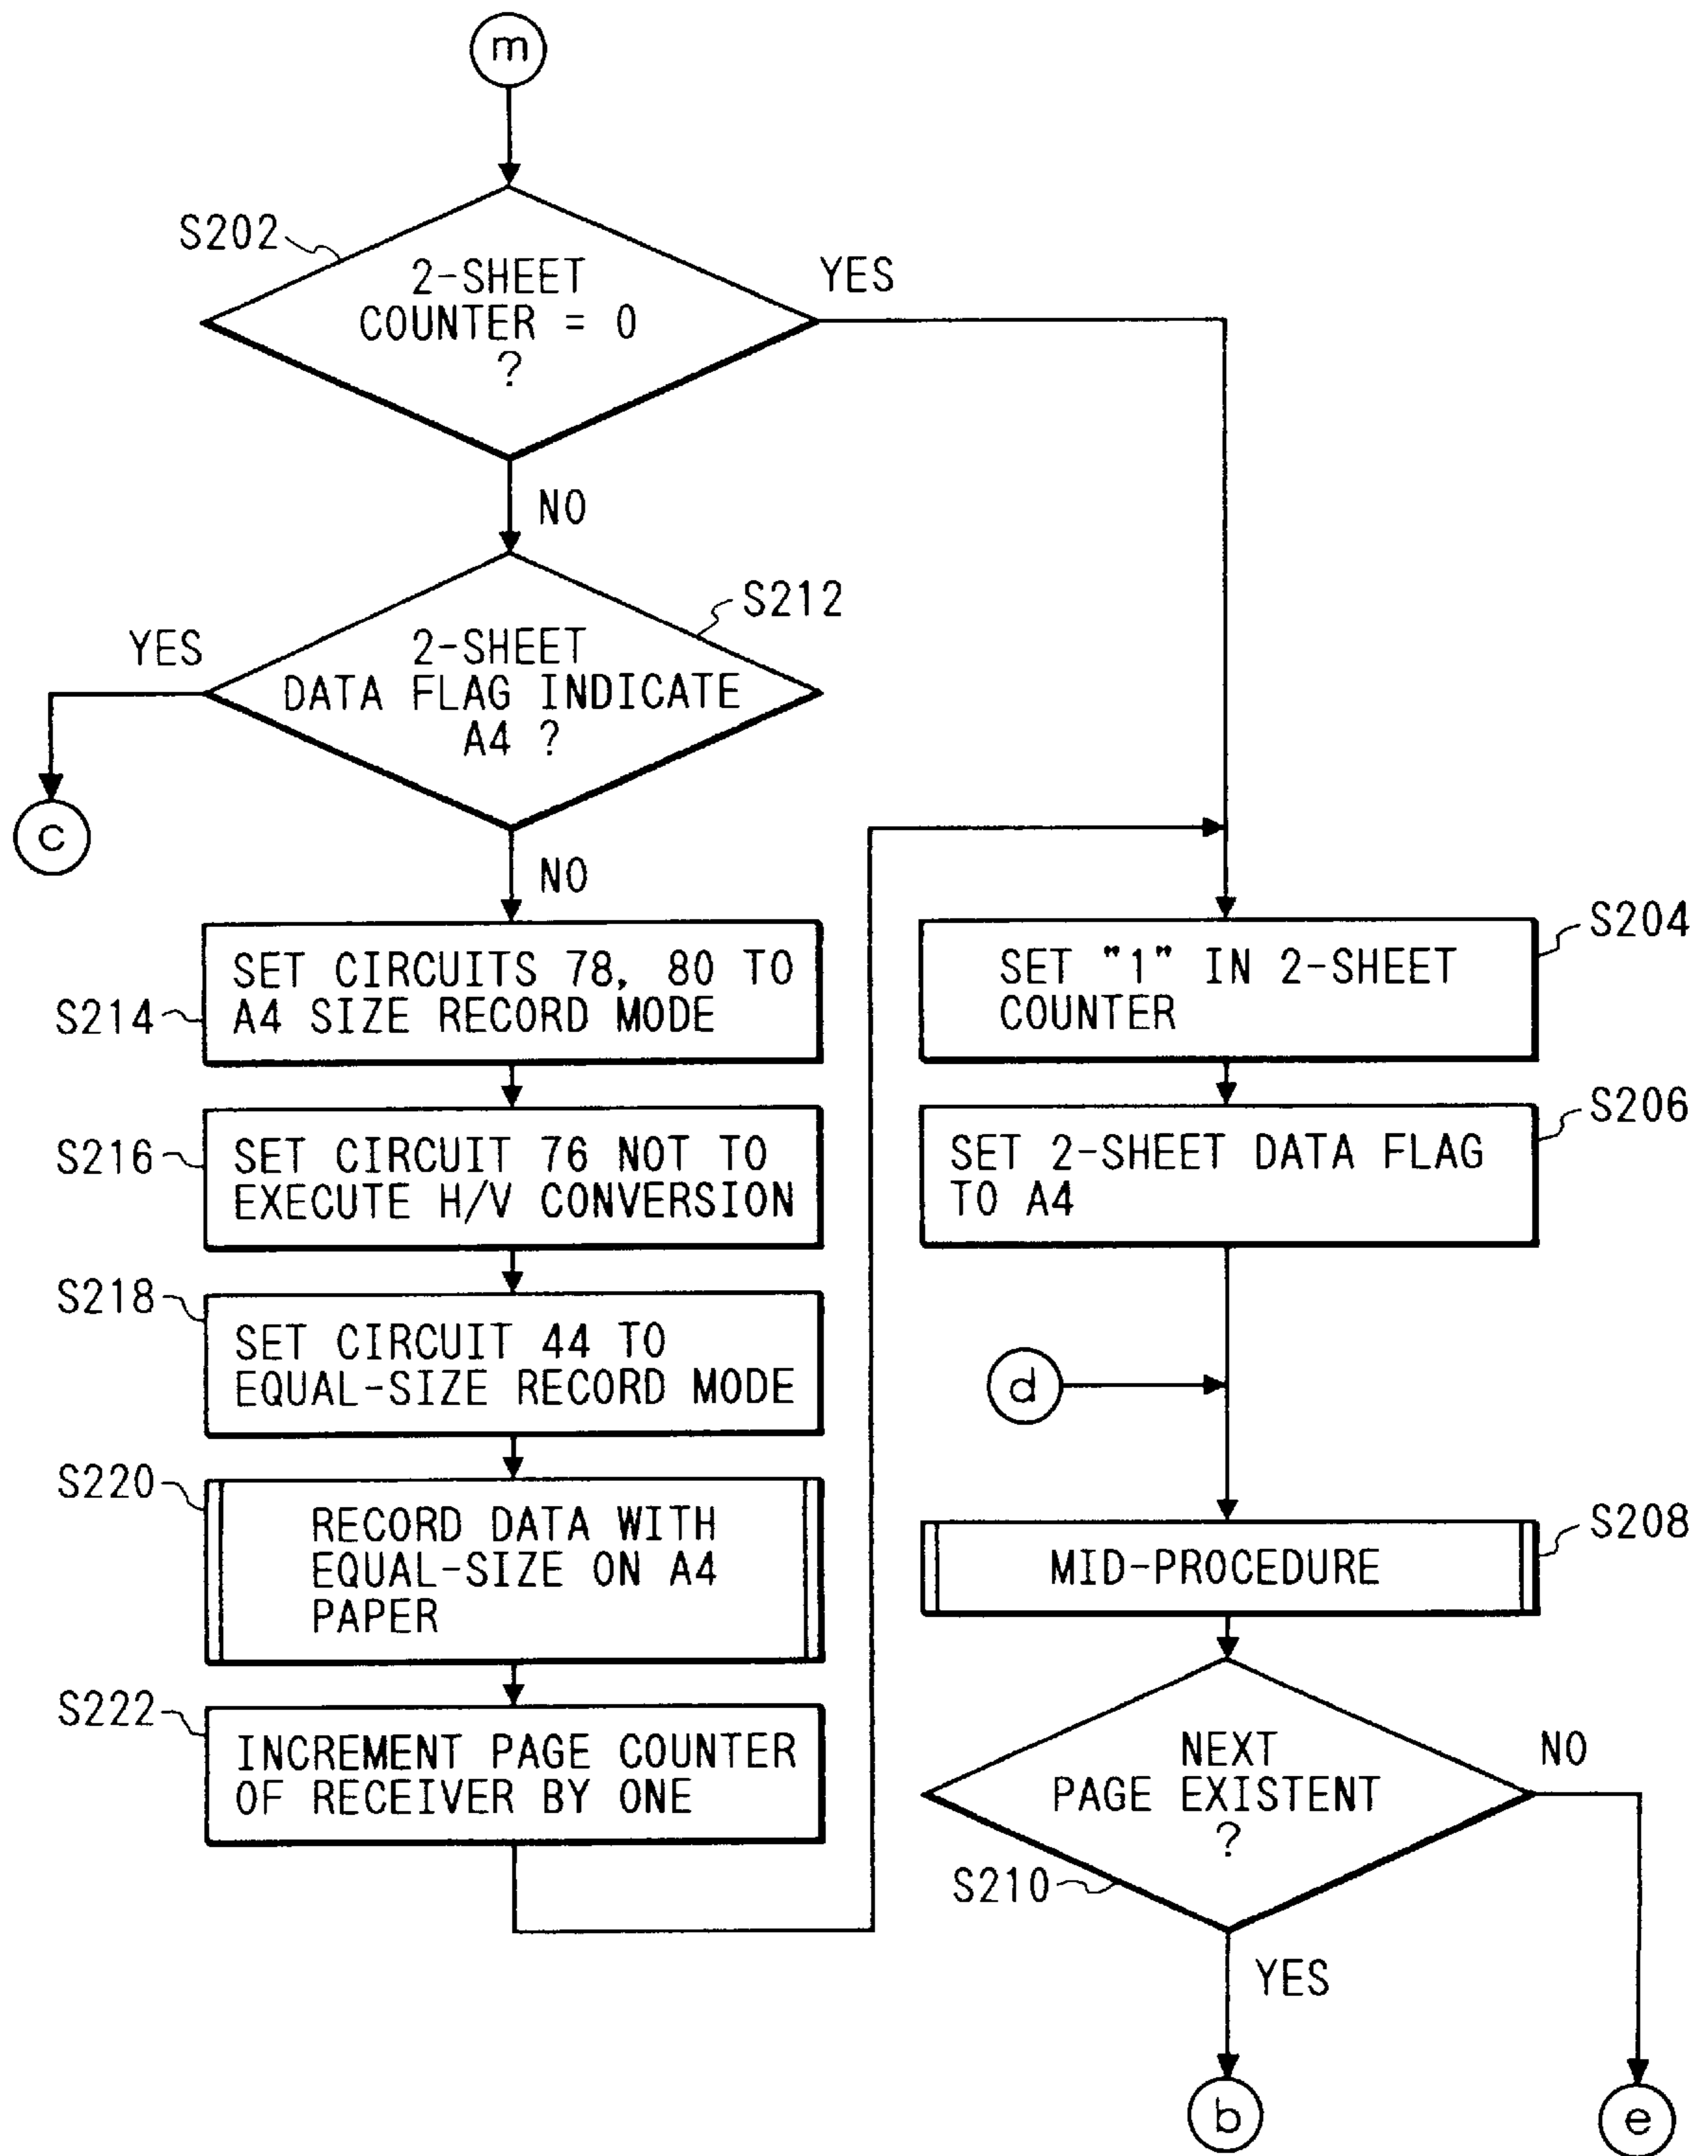 m
S202
2-SHEET
COUNTER = 0
?
YES
NO
S212
YES
2-SHEET
DATA FLAG INDICATE
A4 ?
c
NO
SET CIRCUITS 78, 80 TO
A4 SIZE RECORD MODE
S214
S216
SET CIRCUIT 76 NOT TO
EXECUTE H/V CONVERSION
S218
SET CIRCUIT 44 TO
EQUAL-SIZE RECORD MODE
S220
RECORD DATA WITH
EQUAL-SIZE ON A4
PAPER
S222
INCREMENT PAGE COUNTER
OF RECEIVER BY ONE
S204
SET "1" IN 2-SHEET
COUNTER
S206
SET 2-SHEET DATA FLAG
TO A4
d
S208
MID-PROCEDURE
NEXT
PAGE EXISTENT
?
NO
S210
YES
b
e